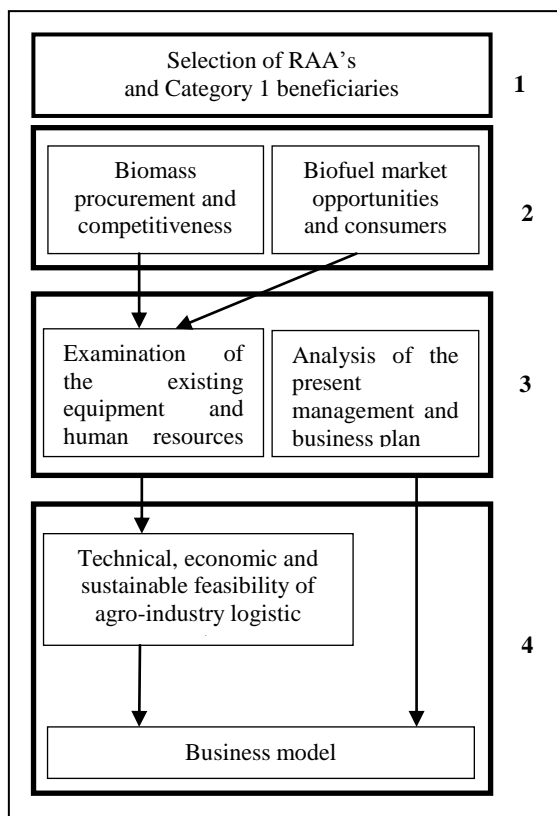 Selection of RAA's
and Category 1 beneficiaries
1
Biomass
procurement and
competitiveness
Biofuel market
opportunities
and consumers
2
Examination of
the existing
equipment and
human resources
Analysis of the
present
management and
business plan
3
Technical, economic and
sustainable feasibility of
agro-industry logistic
4
Business model